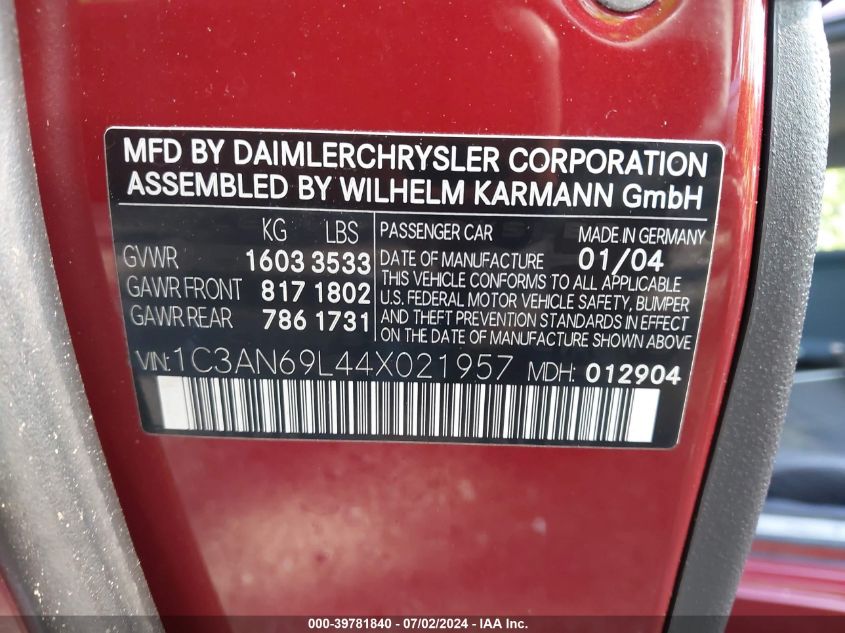 MFD BY DAIMLERCHRYSLER CORPORATION
ASSEMBLED BY WILHELM KARMANN GmbH
KG LBS
GVWR 1603 3533
GAWR FRONT 817 1802
GAWR REAR 786 1731
PASSENGER CAR MADE IN GERMANY
DATE OF MANUFACTURE 01/04
THIS VEHICLE CONFORMS TO ALL APPLICABLE
U.S. FEDERAL MOTOR VEHICLE SAFETY, BUMPER
AND THEFT PREVENTION STANDARDS IN EFFECT
ON THE DATE OF MANUFACTURE SHOWN ABOVE.
VIN: 1C3AN69L44X021957 MDH: 012904
000-39781840 - 07/02/2024 - IAA Inc.